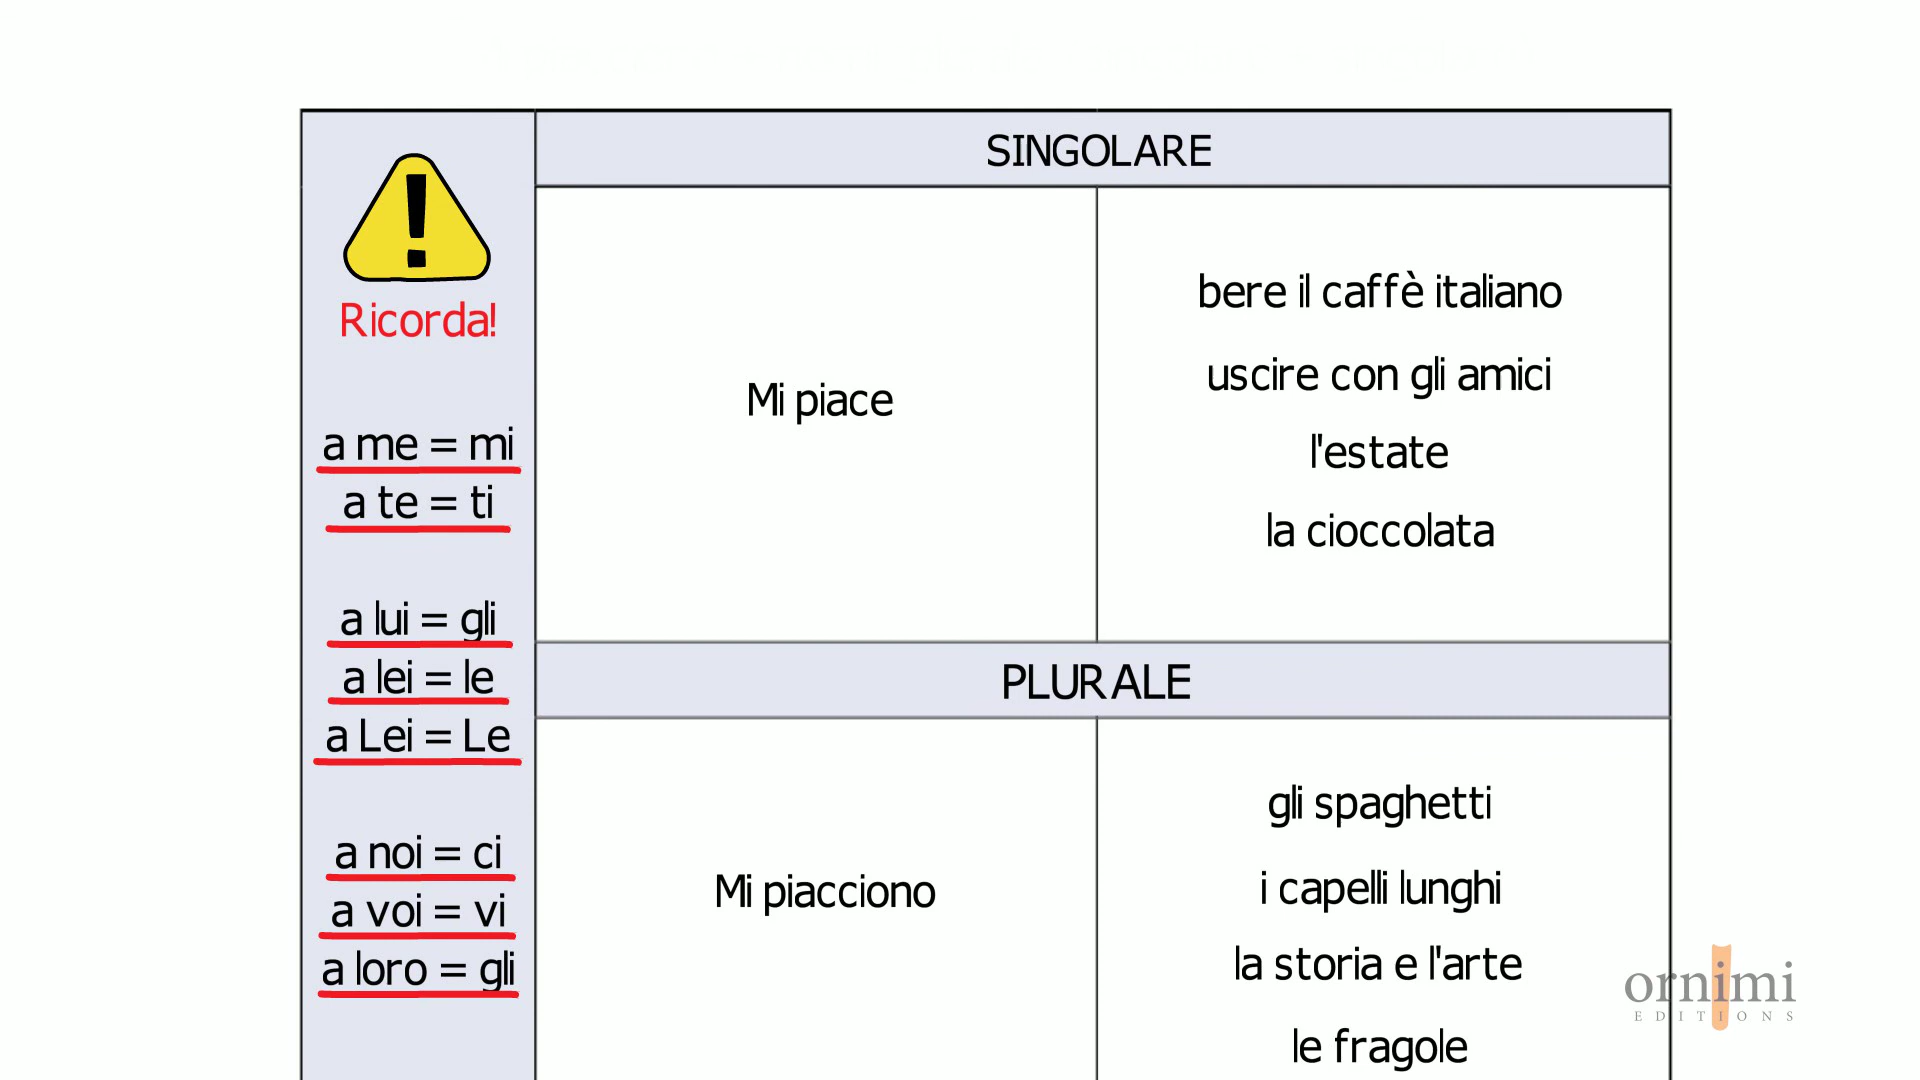 !
Ricorda!
a me = mi
a te = ti
a lui = gli
a lei = le
a Lei = Le
a noi = ci
a voi = vi
a loro = gli
SINGOLARE
Mi piace
bere il caffè italiano
uscire con gli amici
l'estate
la cioccolata
PLURALE
Mi piacciono
gli spaghetti
i capelli lunghi
la storia e l'arte
le fragole
ornimi
EDITIONS